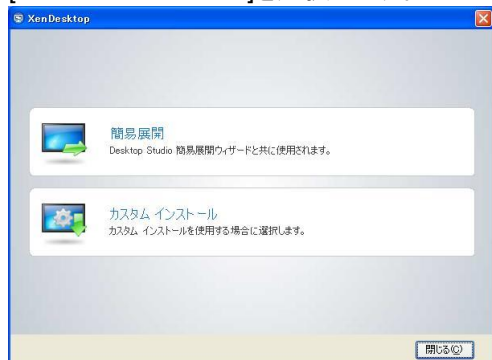 XenDesktop
簡易展開
Desktop Studio 簡易展開ウィザードと共に使用されます。
カスタム インストール
カスタム インストールを使用する場合に選択します。
閉じる(C)